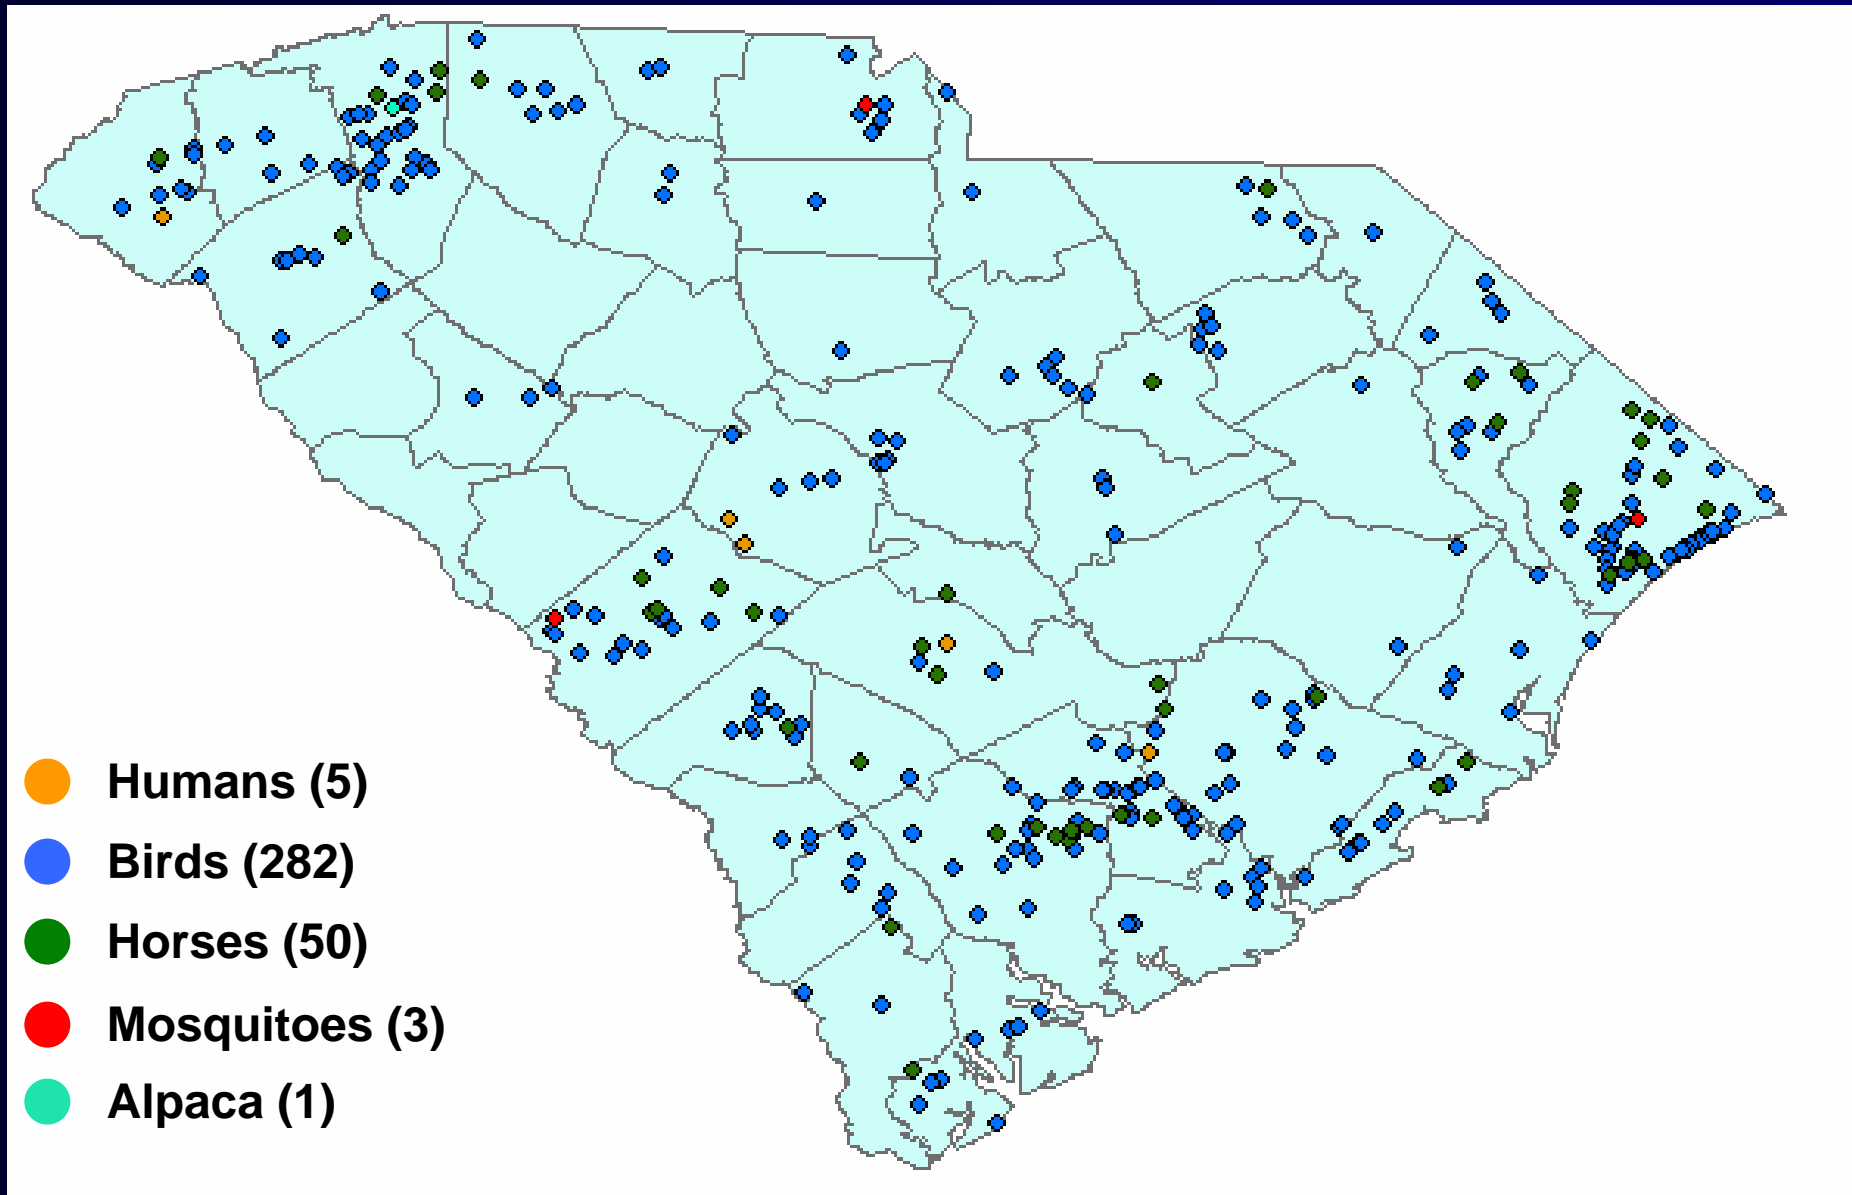 Humans (5)
Birds (282)
Horses (50)
Mosquitoes (3)
Alpaca (1)